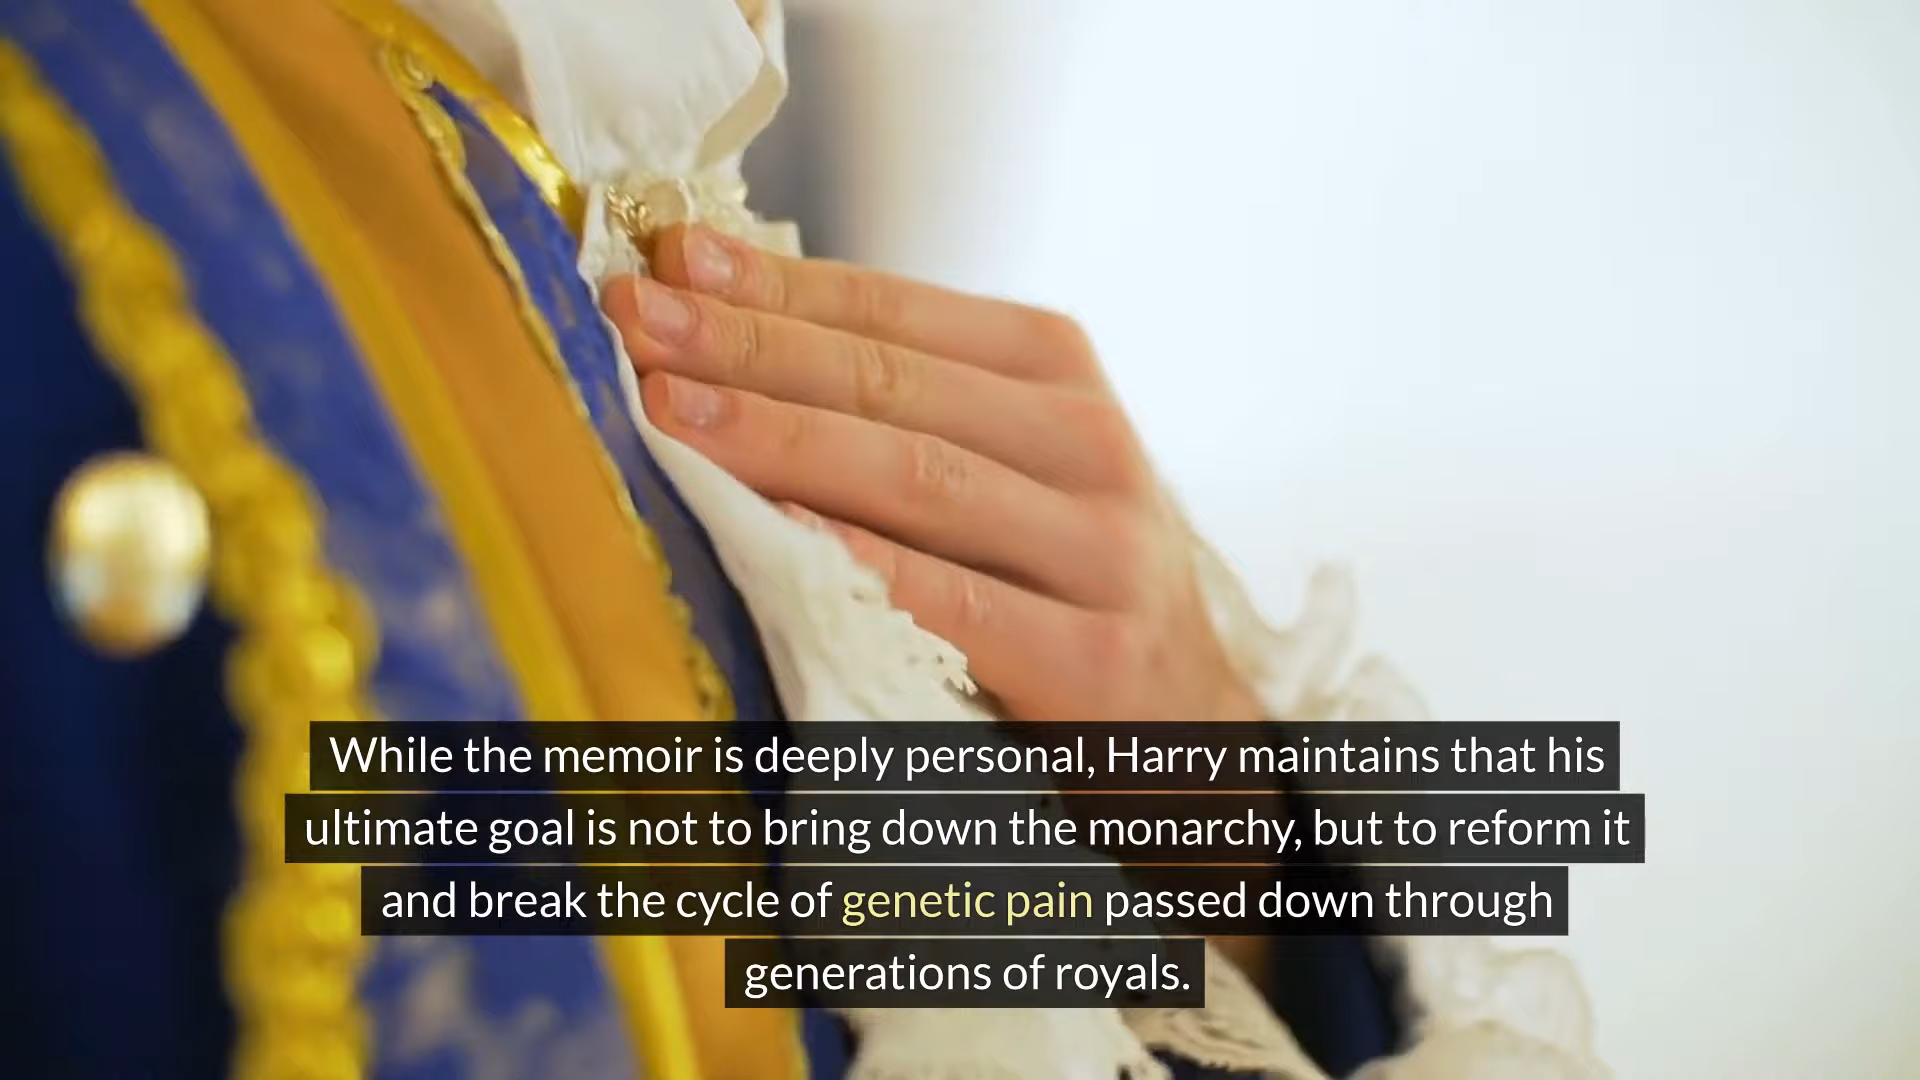 While the memoir is deeply personal, Harry maintains that his
ultimate goal is not to bring down the monarchy, but to reform it
and break the cycle of genetic pain passed down through
generations of royals.